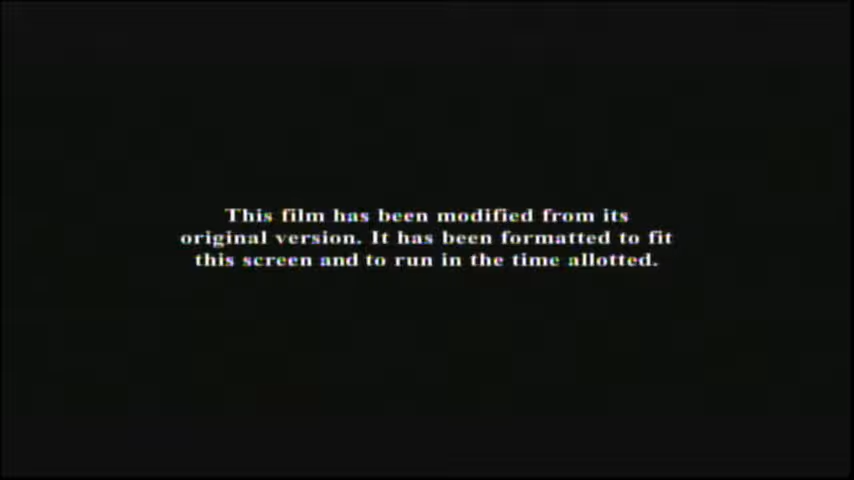 This film has been modified from its
original version. It has been formatted to fit
this screen and to run in the time allotted.